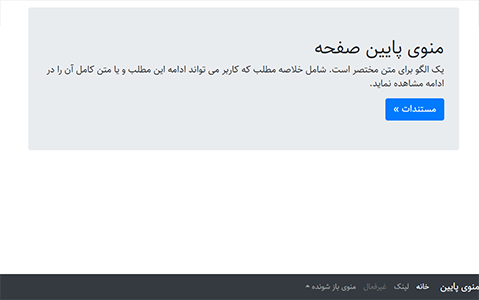 منوی پایین صفحه
یک الگو برای متن مختصر است. شامل خلاصه مطلب که کاربر می تواند ادامه این مطلب و یا متن کامل آن را در
ادامه مشاهده نماید.
مستندات »
منوی پایین خانه لینک غیرفعال منوی باز شونده